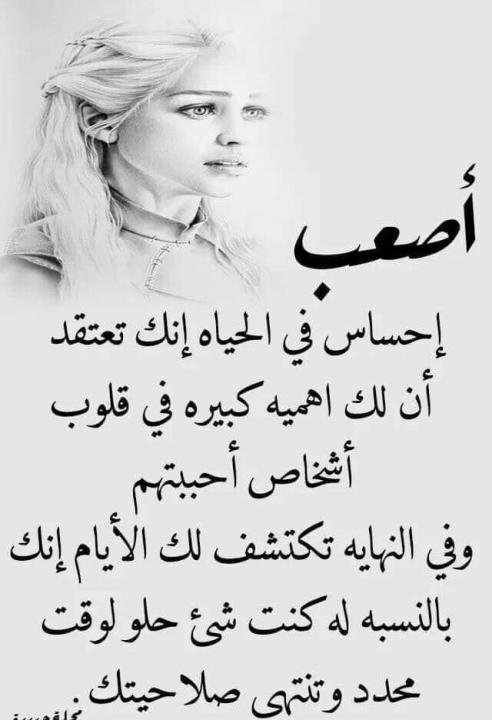 أصعب
إحساس في الحياه إنك تعتقد
أن لك اهميه كبيره في قلوب
أشخاص أحببتهم
وفي النهايه تكتشف لك الأيام إنك
بالنسبه له كنت شئ حلو لوقت
محدد وتنتهي صلاحيتك .